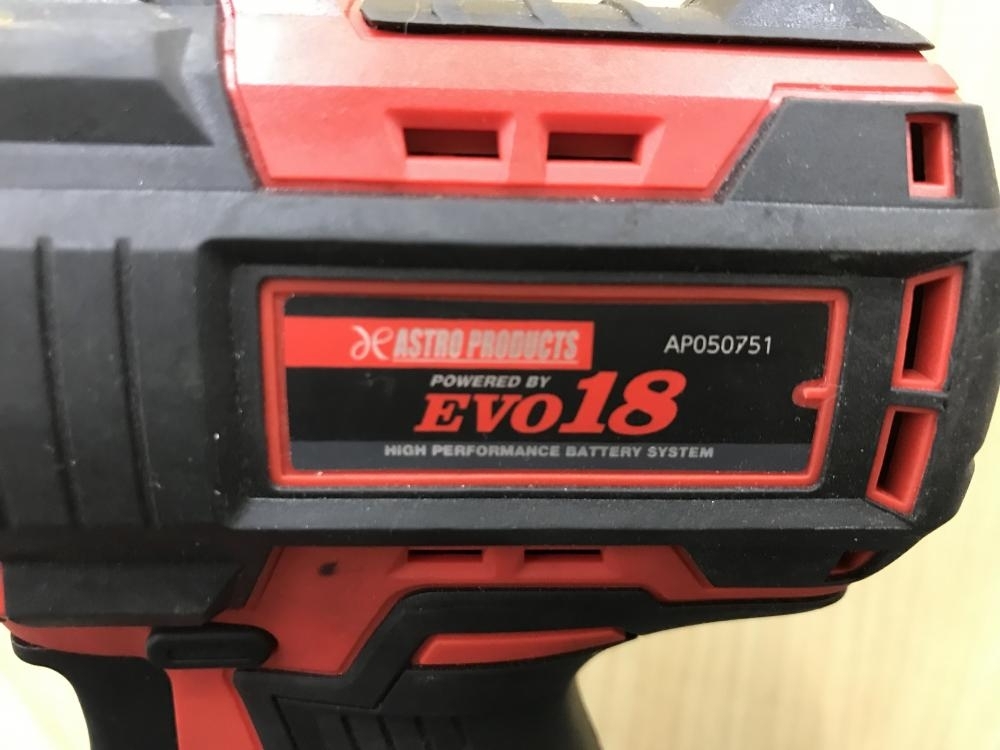 ASTRO PRODUCTS
AP050751
POWERED BY
EVO18
HIGH PERFORMANCE BATTERY SYSTEM